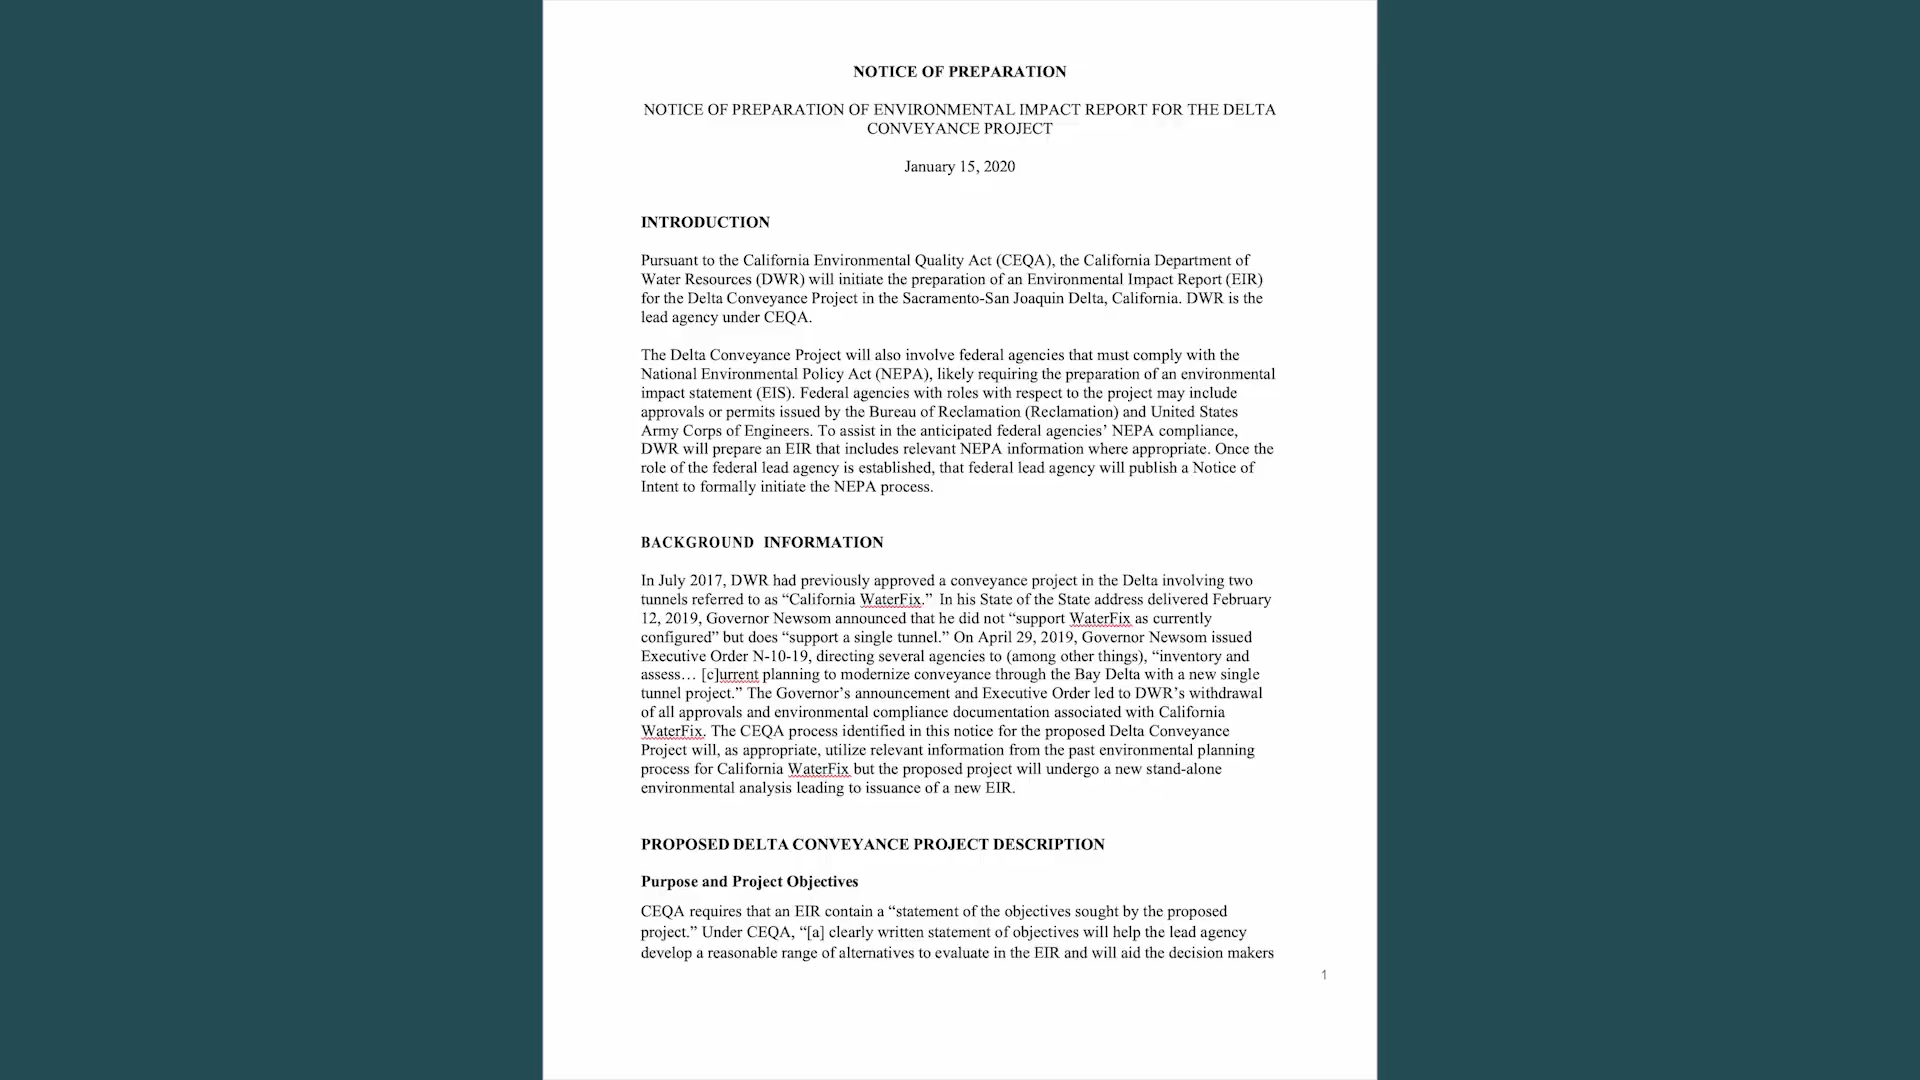 NOTICE OF PREPARATION
NOTICE OF PREPARATION OF ENVIRONMENTAL IMPACT REPORT FOR THE DELTA
CONVEYANCE PROJECT
January 15, 2020
INTRODUCTION
Pursuant to the California Environmental Quality Act (CEQA), the California Department of
Water Resources (DWR) will initiate the preparation of an Environmental Impact Report (EIR)
for the Delta Conveyance Project in the Sacramento-San Joaquin Delta, California. DWR is the
lead agency under CEQA.
The Delta Conveyance Project will also involve federal agencies that must comply with the
National Environmental Policy Act (NEPA), likely requiring the preparation of an environmental
impact statement (EIS). Federal agencies with roles with respect to the project may include
approvals or permits issued by the Bureau of Reclamation (Reclamation) and United States
Army Corps of Engineers. To assist in the anticipated federal agencies’ NEPA compliance,
DWR will prepare an EIR that includes relevant NEPA information where appropriate. Once the
role of the federal lead agency is established, that federal lead agency will publish a Notice of
Intent to formally initiate the NEPA process.
BACKGROUND INFORMATION
In July 2017, DWR had previously approved a conveyance project in the Delta involving two
tunnels referred to as “California WaterFix.” In his State of the State address delivered February
12, 2019, Governor Newsom announced that he did not “support WaterFix as currently
configured” but does “support a single tunnel.” On April 29, 2019, Governor Newsom issued
Executive Order N-10-19, directing several agencies to (among other things), “inventory and
assess… [c]urrent planning to modernize conveyance through the Bay Delta with a new single
tunnel project.” The Governor’s announcement and Executive Order led to DWR’s withdrawal
of all approvals and environmental compliance documentation associated with California
WaterFix. The CEQA process identified in this notice for the proposed Delta Conveyance
Project will, as appropriate, utilize relevant information from the past environmental planning
process for California WaterFix but the proposed project will undergo a new stand-alone
environmental analysis leading to issuance of a new EIR.
PROPOSED DELTA CONVEYANCE PROJECT DESCRIPTION
Purpose and Project Objectives
CEQA requires that an EIR contain a “statement of the objectives sought by the proposed
project.” Under CEQA, “[a] clearly written statement of objectives will help the lead agency
develop a reasonable range of alternatives to evaluate in the EIR and will aid the decision makers
1